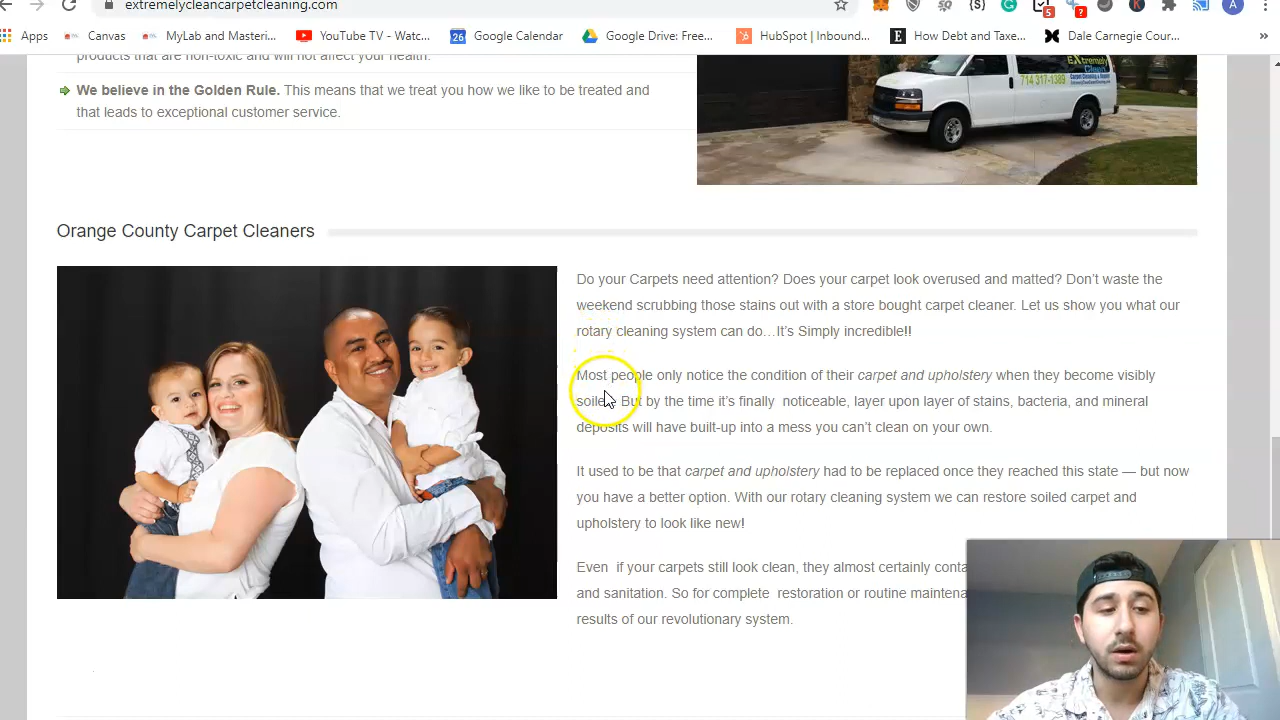 extremelycleancarpetcleaning.com
5
?
A
Apps
Canvas
MyLab and Masteri...
YouTube TV - Watc...
26
Google Calendar
Google Drive: Free...
HubSpot | Inbound...
E
How Debt and Taxe...
Dale Carnegie Cour...
»
products that are non-toxic and will not affect your health.
We believe in the Golden Rule. This mea we treat you how we like to be treated and
that leads to exceptional customer service.
Extremely
Clean
Carpet Cleaning & Repair
714 317-1389
Orange County Carpet Cleaners
Do your Carpets need attention? Does your carpet look overused and matted? Don’t waste the
weekend scrubbing those stains out with a store bought carpet cleaner. Let us show you what our
rotary cleaning system can do…It’s Simply incredible!!
Most people only notice the condition of their carpet and upholstery when they become visibly
soiled. But by the time it’s finally noticeable, layer upon layer of stains, bacteria, and mineral
deposits will have built-up into a mess you can’t clean on your own.
It used to be that carpet and upholstery had to be replaced once they reached this state — but now
you have a better option. With our rotary cleaning system we can restore soiled carpet and
upholstery to look like new!
Even if your carpets still look clean, they almost certainly conta
and sanitation. So for complete restoration or routine maintena
results of our revolutionary system.